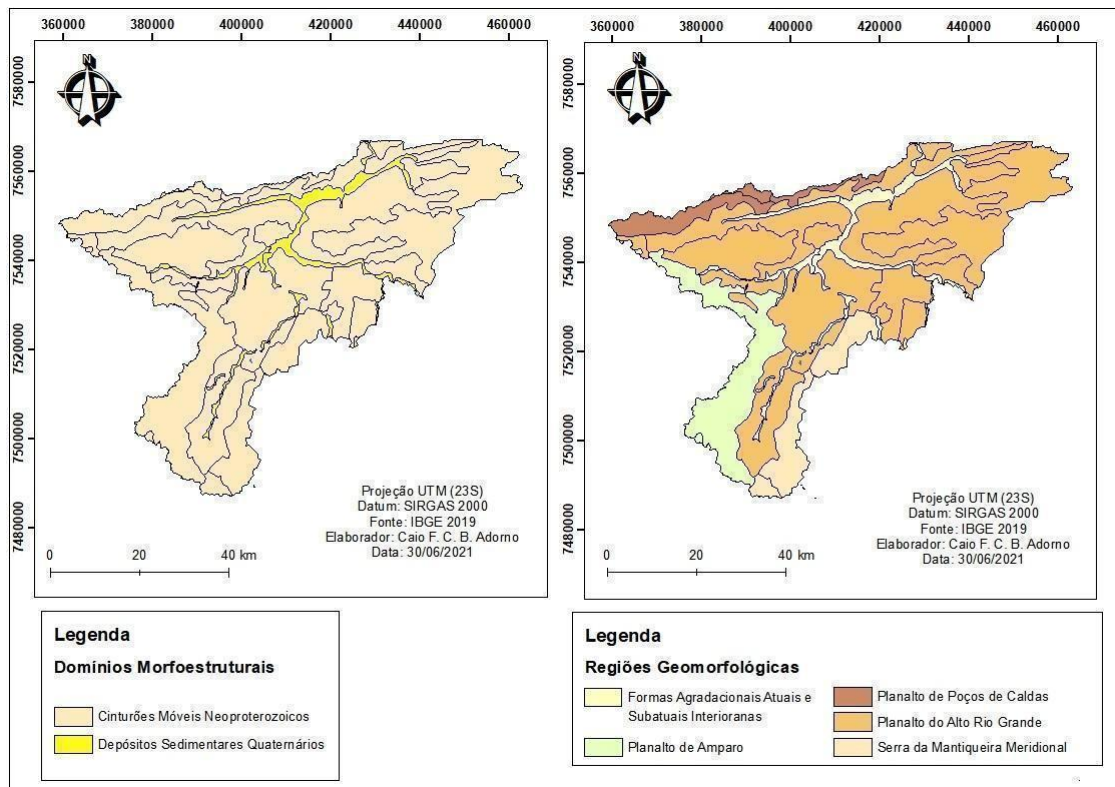 360000 380000 400000 420000 440000 460000
N
7580000
7560000
7540000
7520000
7500000
7480000
Projeção UTM (23S)
Datum: SIRGAS 2000
Fonte: IBGE 2019
Elaborador: Caio F. C. B. Adorno
Data: 30/06/2021
0 20 40 km
360000 380000 400000 420000 440000 460000
N
7580000
7560000
7540000
7520000
7500000
7480000
Projeção UTM (23S)
Datum: SIRGAS 2000
Fonte: IBGE 2019
Elaborador: Caio F. C. B. Adorno
Data: 30/06/2021
0 20 40 km
Legenda
Domínios Morfoestruturais
Cinturões Móveis Neoproterozoicos
Depósitos Sedimentares Quaternários
Legenda
Regiões Geomorfológicas
Formas Agradacionais Atuais e
Subatuais Interioranas
Planalto de Amparo
Planalto de Poços de Caldas
Planalto do Alto Rio Grande
Serra da Mantiqueira Meridional